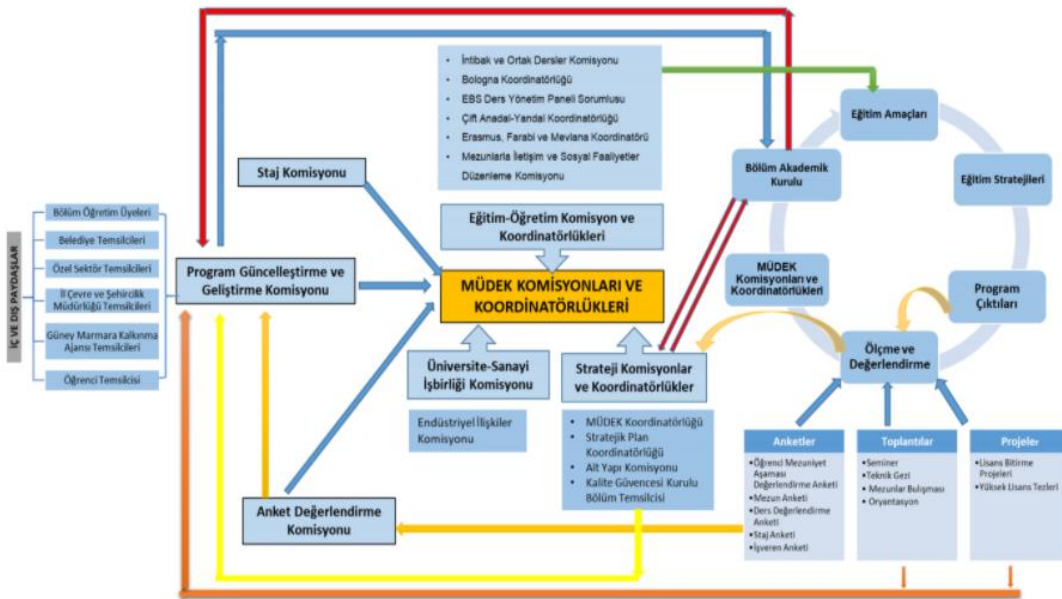 İÇ VE DIŞ PAYDAŞLAR
Bölüm Öğretim Üyeleri
Belediye Temsilcileri
Özel Sektör Temsilcileri
İl Çevre ve Şehircilik
Müdürlüğü Temsilcileri
Güney Marmara Kalkınma
Ajansı Temsilcileri
Öğrenci Temsilcisi
Staj Komisyonu
Program Güncelleştirme ve
Geliştirme Komisyonu
Anket Değerlendirme
Komisyonu
• İntibak ve Ortak Dersler Komisyonu
• Bologna Koordinatörlüğü
• EBS Ders Yönetim Paneli Sorumlusu
• Çift Anadal-Yandal Koordinatörlüğü
• Erasmus, Farabi ve Mevlana Koordinatörü
• Mezunlarla İletişim ve Sosyal Faaliyetler
Düzenleme Komisyonu
Eğitim-Öğretim Komisyon ve
Koordinatörlükleri
MÜDEK KOMİSYONLARI VE
KOORDİNATÖRLÜKLERİ
Üniversite-Sanayi
İşbirliği Komisyonu
Endüstriyel İlişkiler
Komisyonu
Strateji Komisyonlar
ve Koordinatörlükler
• MÜDEK Koordinatörlüğü
• Stratejik Plan
Koordinatörlüğü
• Alt Yapı Komisyonu
• Kalite Güvencesi Kurulu
Bölüm Temsilcisi
Eğitim Amaçları
Bölüm Akademik
Kurulu
Eğitim Stratejileri
MÜDEK
Komisyonları ve
Koordinatörlükleri
Program
Çıktıları
Ölçme ve
Değerlendirme
Anketler
•Öğrenci Mezuniyet
Aşaması
Değerlendirme Anketi
•Mezun Anketi
•Ders Değerlendirme
Anketi
•Staj Anketi
•İşveren Anketi
Toplantılar
•Seminer
•Teknik Gezi
• Mezunlar Buluşması
• Oryantasyon
Projeler
•Lisans Bitirme
Projeleri
•Yüksek Lisans Tezleri